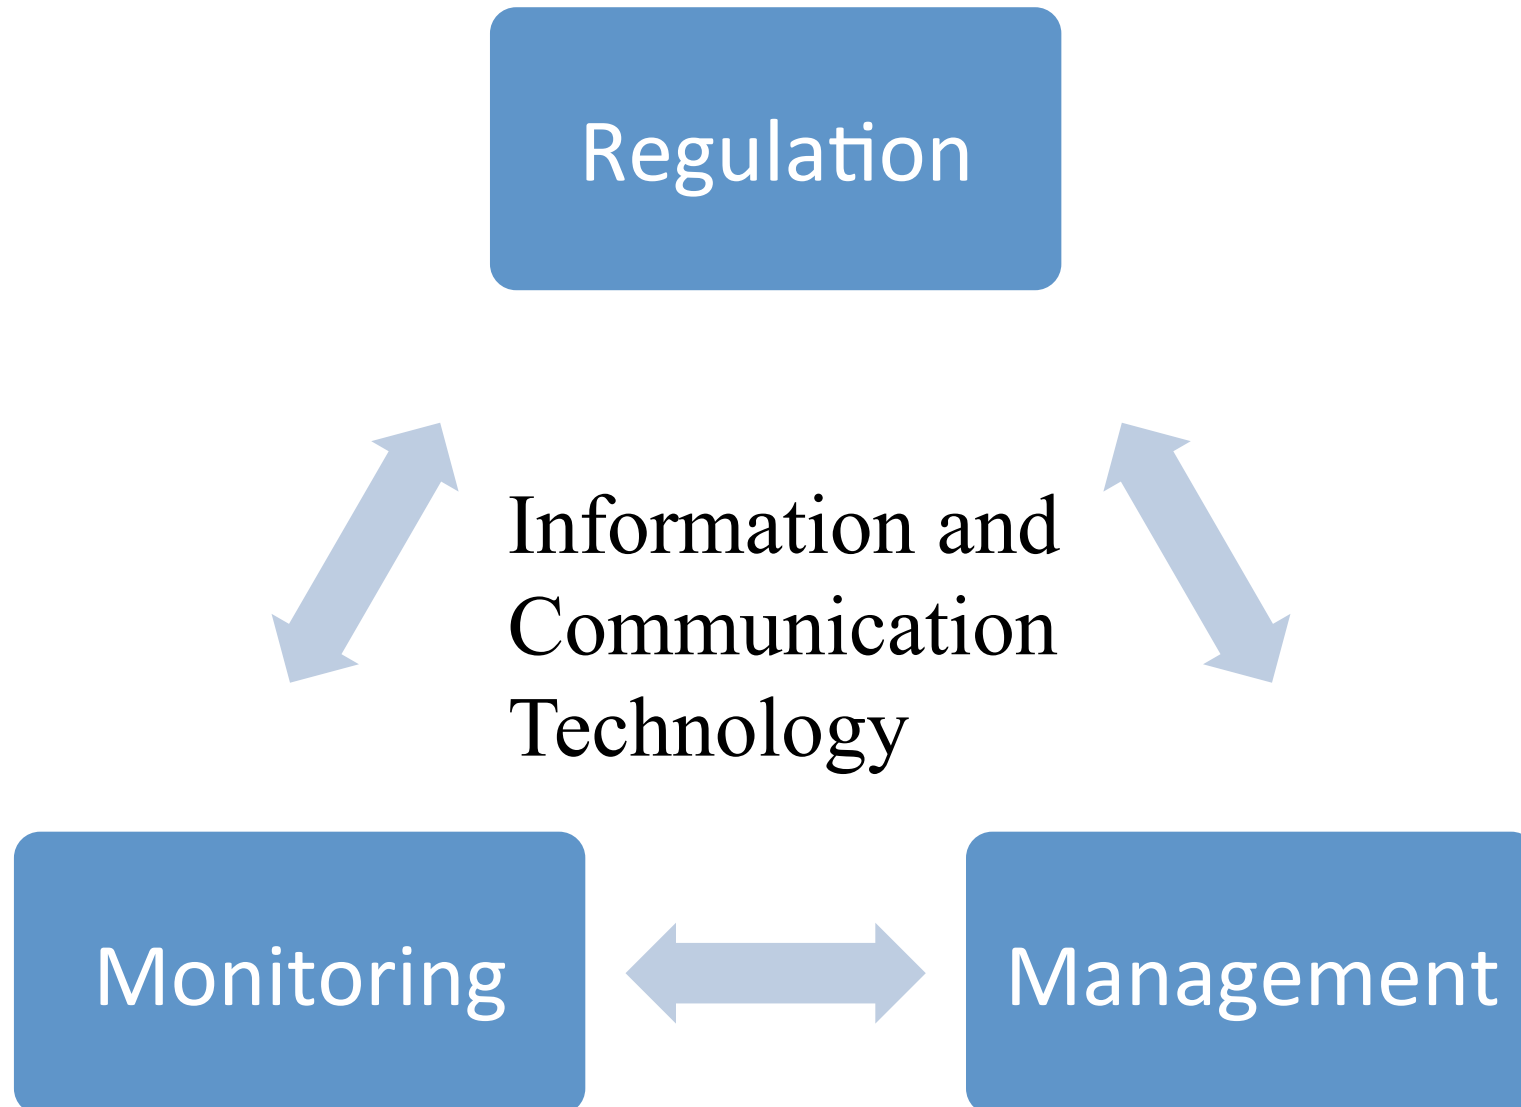 Regulation
Information and
Communication
Technology
Monitoring
Management